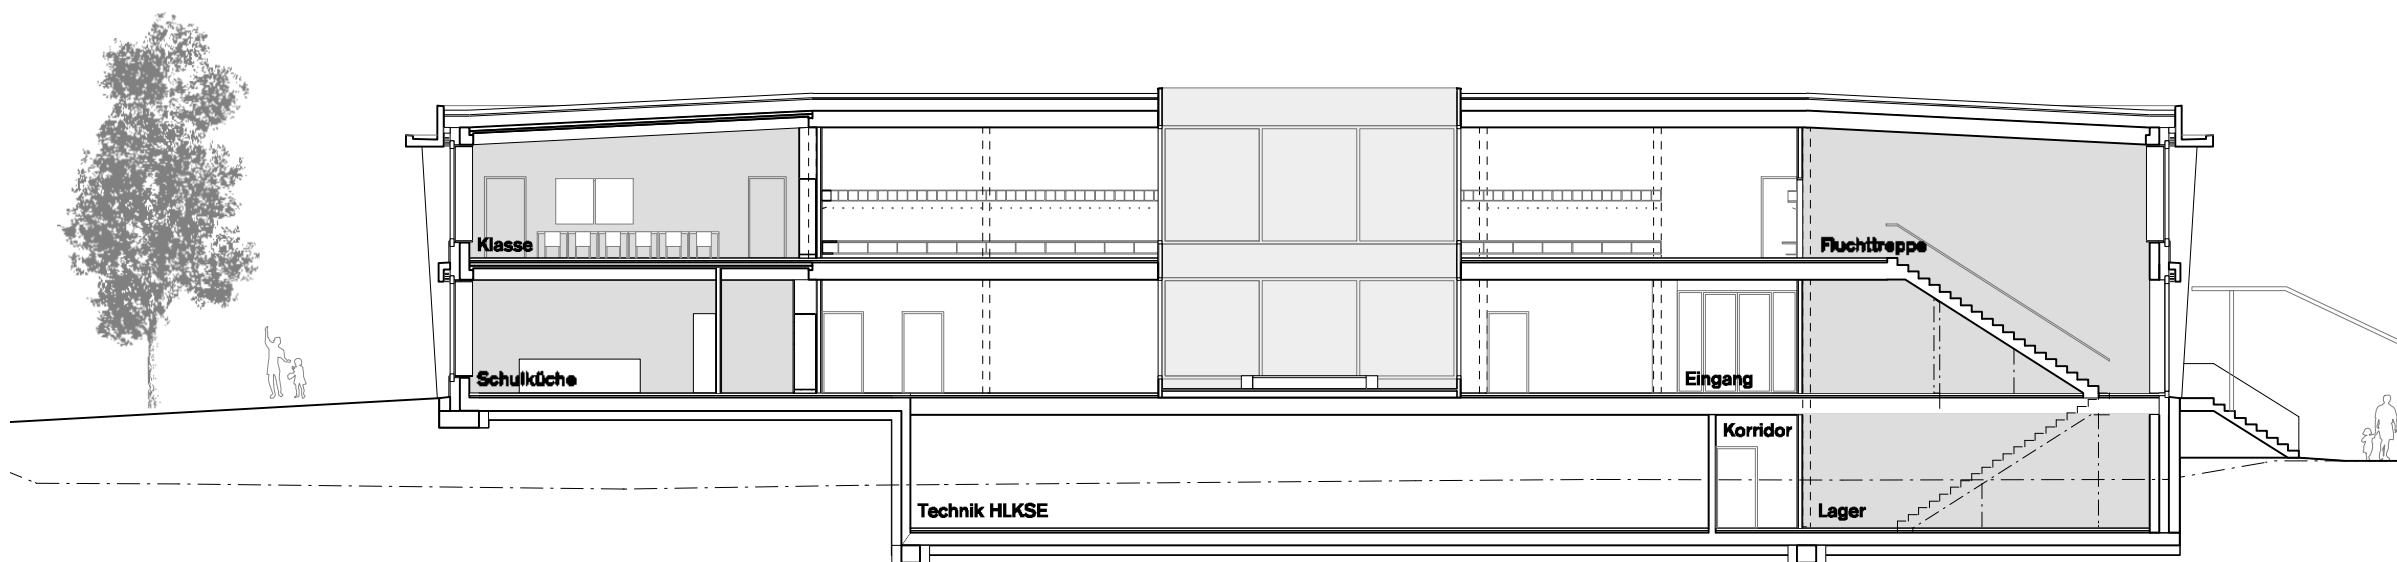 Klasse
Fluchttreppe
Schulküche
Eingang
Korridor
Technik HLKSE
Lager